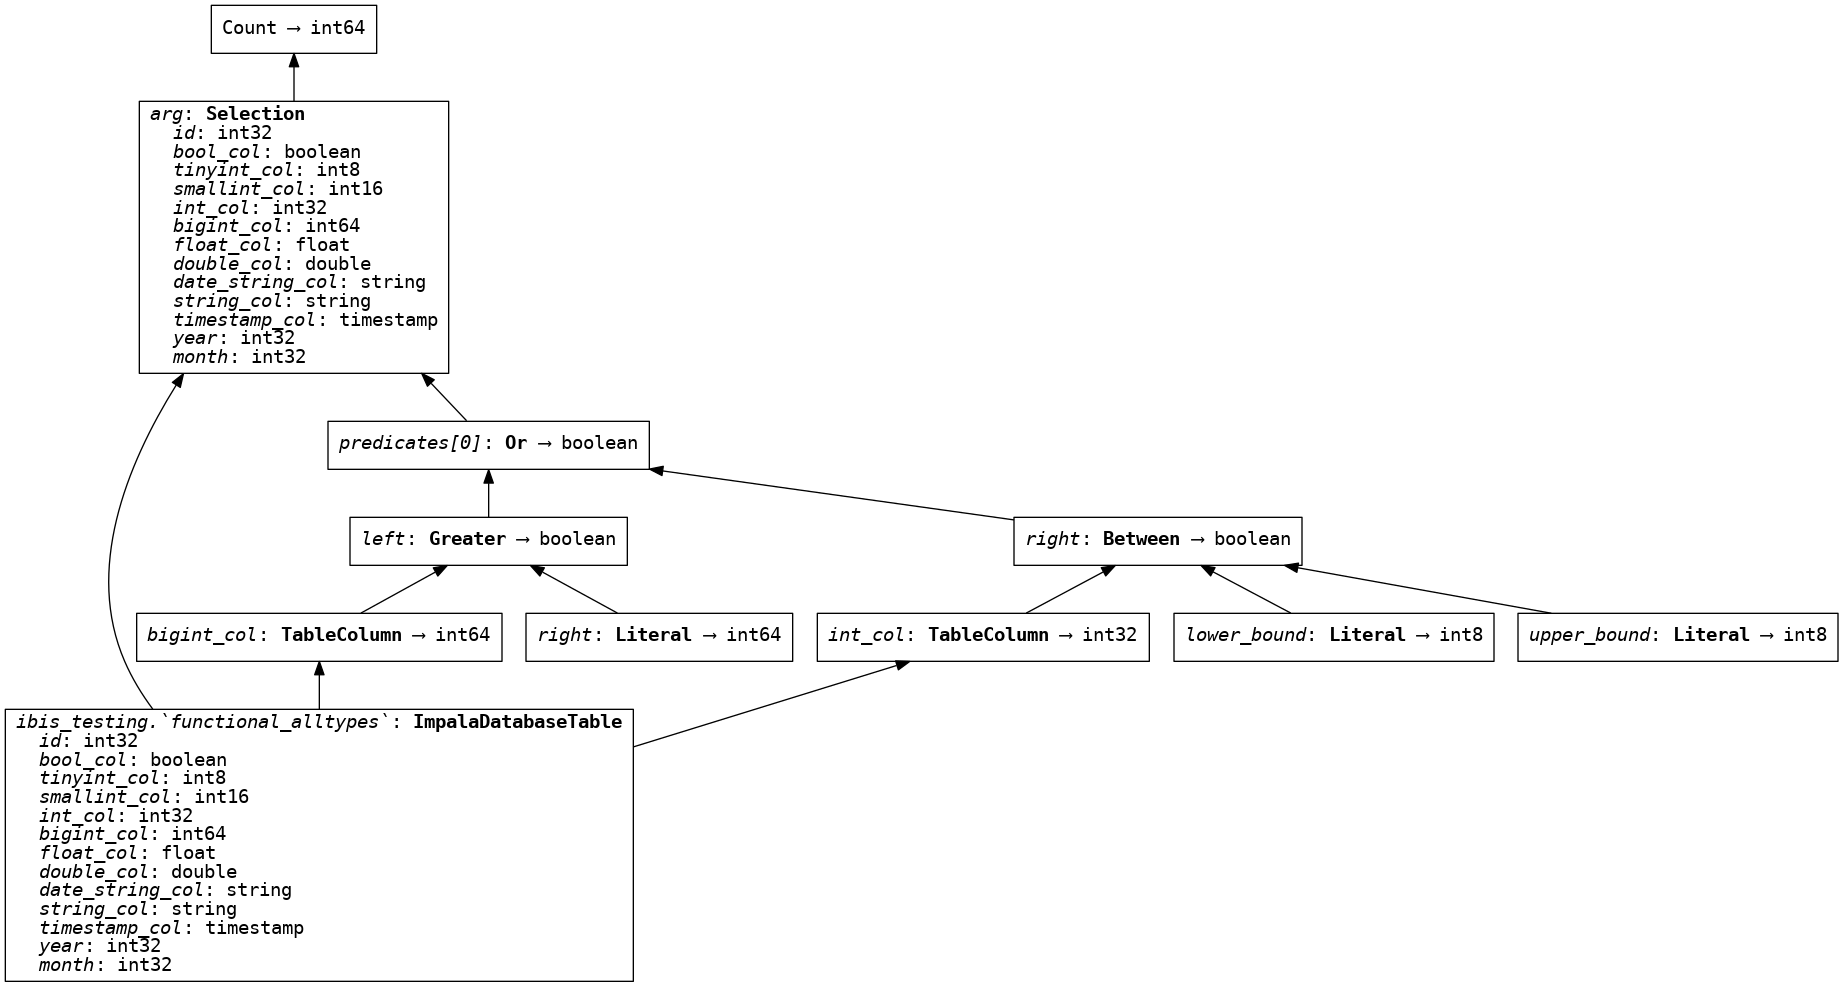 Count → int64
arg: Selection
id: int32
bool_col: boolean
tinyint_col: int8
smallint_col: int16
int_col: int32
bigint_col: int64
float_col: float
double_col: double
date_string_col: string
string_col: string
timestamp_col: timestamp
year: int32
month: int32
predicates[0]: Or → boolean
left: Greater → boolean
right: Between → boolean
bigint_col: TableColumn → int64
right: Literal → int64
int_col: TableColumn → int32
lower_bound: Literal → int8
upper_bound: Literal → int8
ibis_testing.`functional_alltypes`: ImpalaDatabaseTable
id: int32
bool_col: boolean
tinyint_col: int8
smallint_col: int16
int_col: int32
bigint_col: int64
float_col: float
double_col: double
date_string_col: string
string_col: string
timestamp_col: timestamp
year: int32
month: int32